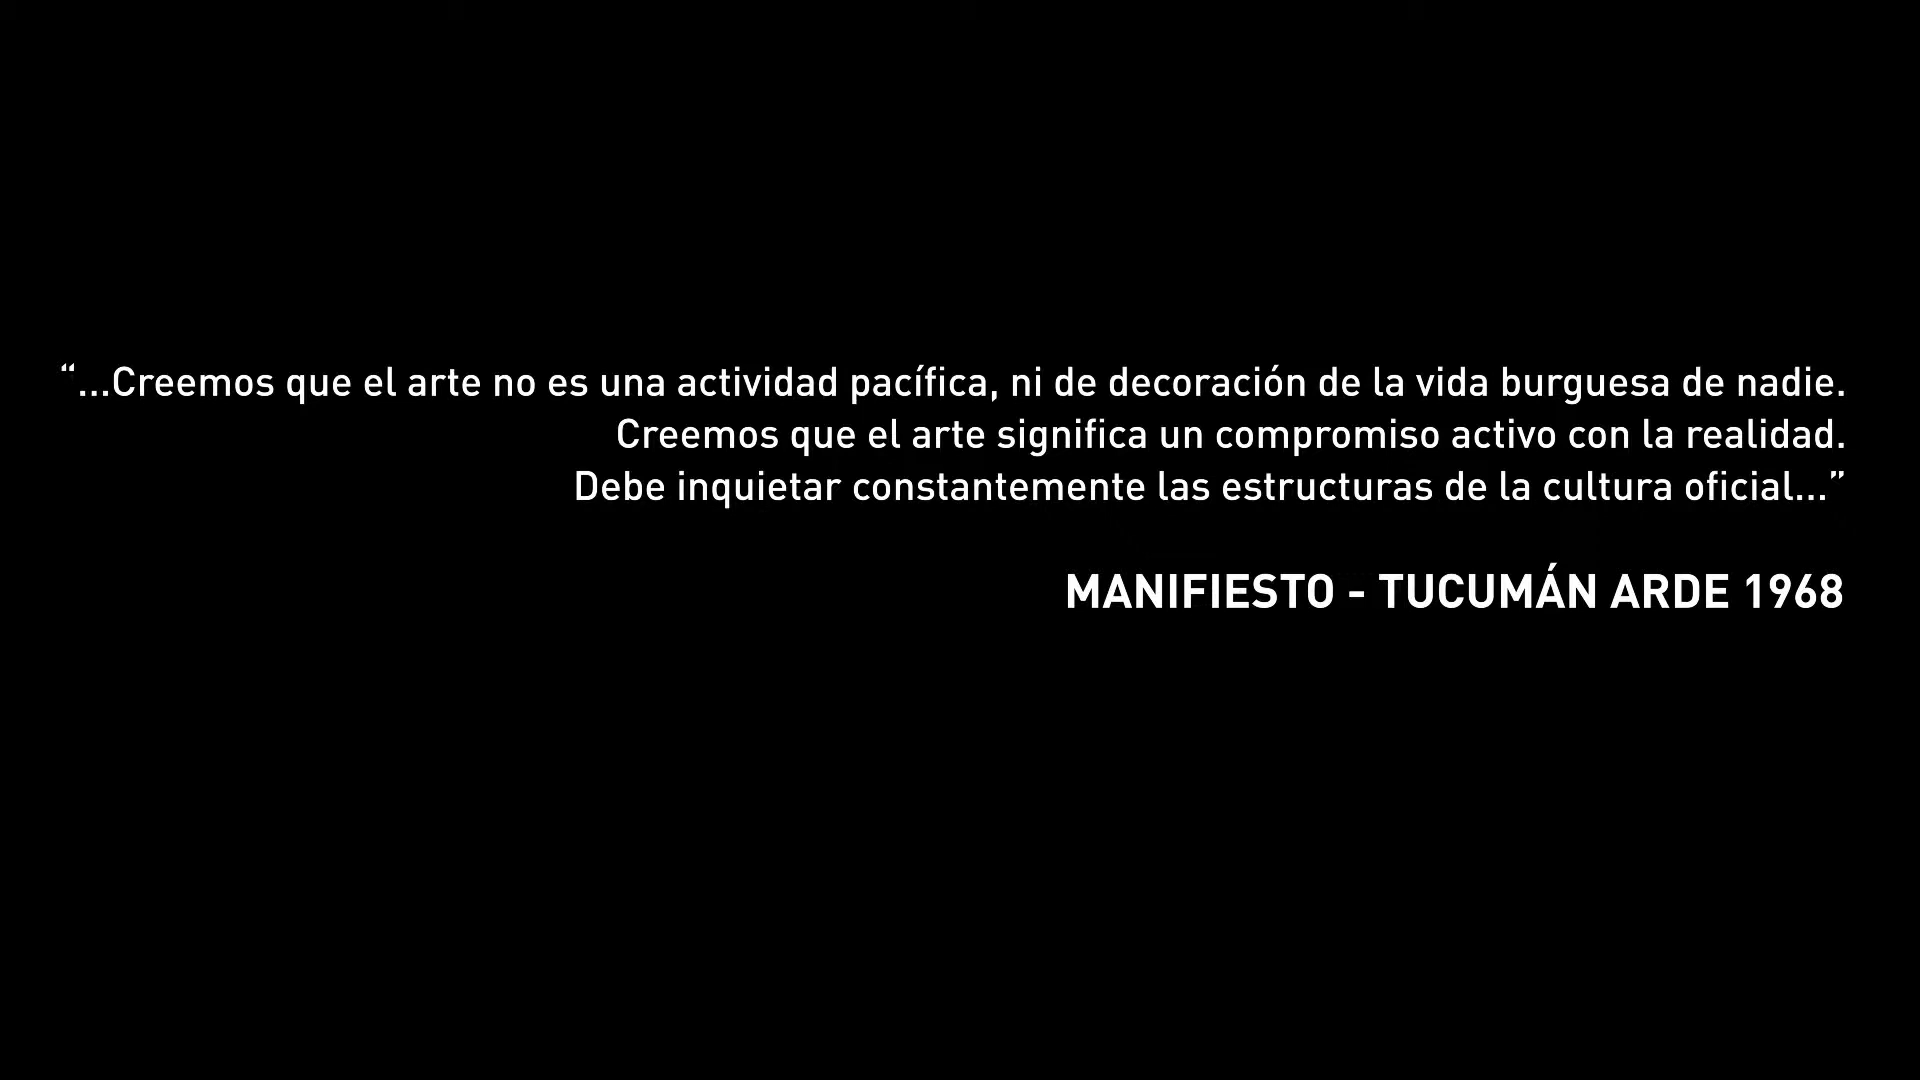 “...Creemos que el arte no es una actividad pacífica, ni de decoración de la vida burguesa de nadie.
Creemos que el arte significa un compromiso activo con la realidad.
Debe inquietar constantemente las estructuras de la cultura oficial...”
MANIFIESTO - TUCUMÁN ARDE 1968